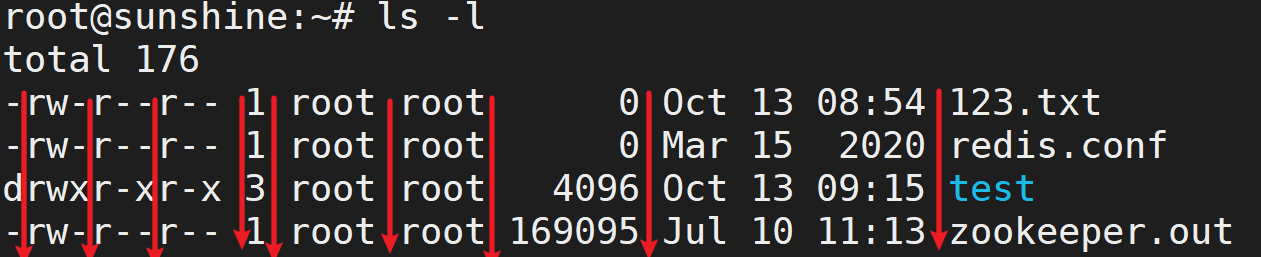 root@sunshine:~# ls -l
total 176
-rw-r--r-- 1 root root      0 Oct 13 08:54 123.txt
-rw-r--r-- 1 root root      0 Mar 15  2020 redis.conf
drwxr-xr-x 3 root root   4096 Oct 13 09:15 test
-rw-r--r-- 1 root root 169095 Jul 10 11:13 zookeeper.out